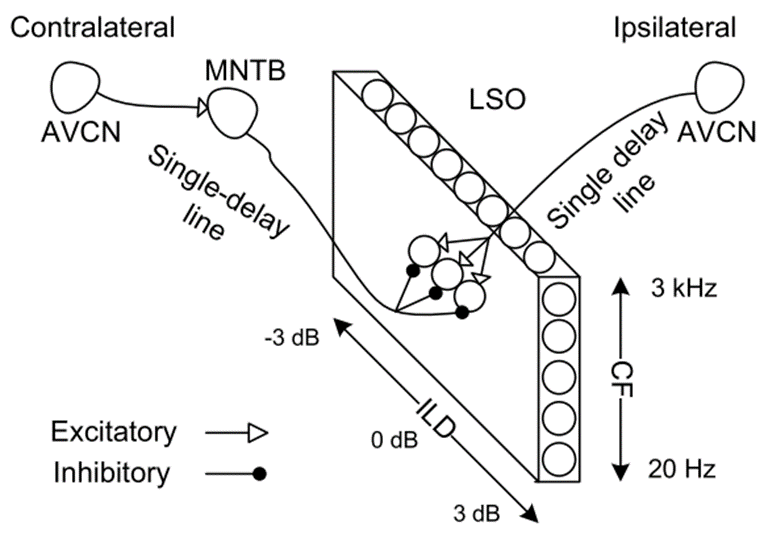 Contralateral
Ipsilateral
MNTB
LSO
AVCN
AVCN
Single-delay
line
Single delay
line
3 kHz
-3 dB
CF
ILD
0 dB
Excitatory
Inhibitory
20 Hz
3 dB